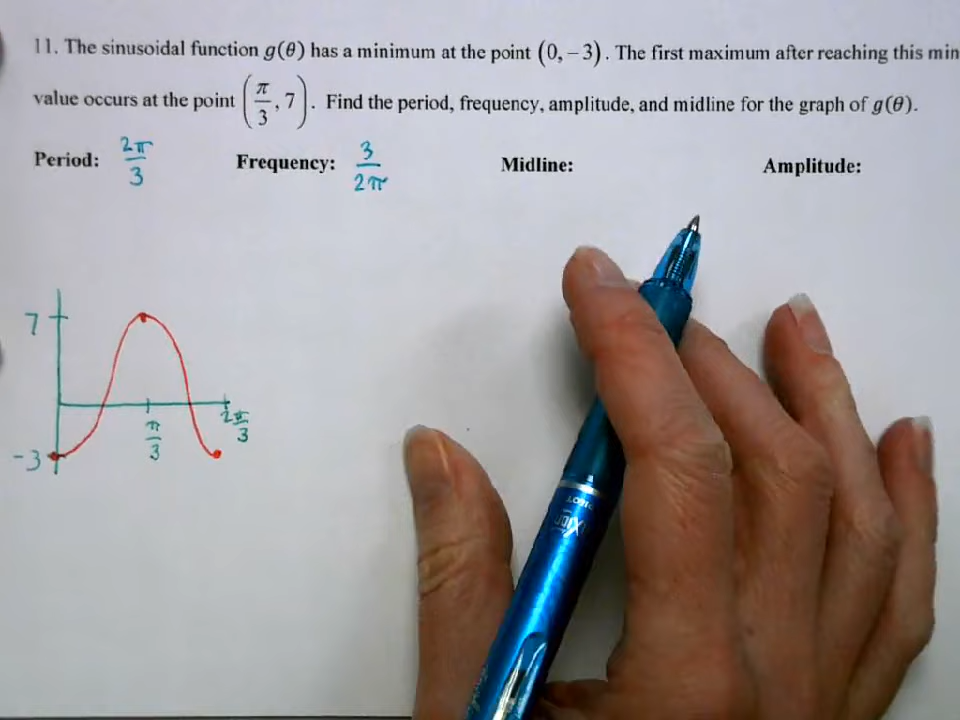 11. The sinusoidal function g(θ) has a minimum at the point (0, −3). The first maximum after reaching this min
value occurs at the point (π/3, 7). Find the period, frequency, amplitude, and midline for the graph of g(θ).
Period: 2π/3 Frequency: 3/2π Midline: Amplitude:
7
π/3 2π/3
-3